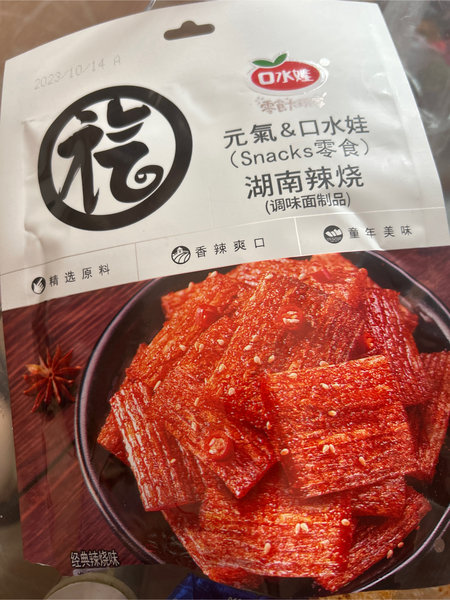 2023/10/14 A
口水娃
元氣&口水娃
(Snacks零食)
湖南辣烧
(调味面制品)
精选原料
香辣爽口
童年美味
经典辣烧味